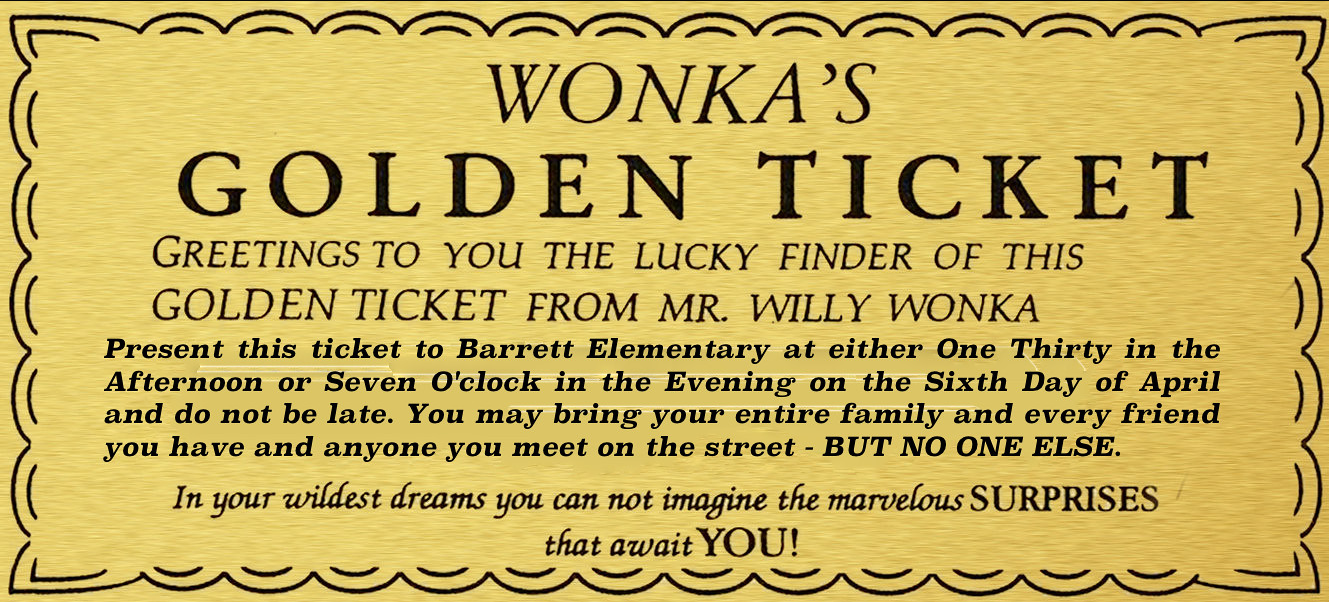 WONKA'S
GOLDEN TICKET
GREETINGS TO YOU THE LUCKY FINDER OF THIS
GOLDEN TICKET FROM MR. WILLY WONKA
Present this ticket to Barrett Elementary at either One Thirty in the
Afternoon or Seven O'clock in the Evening on the Sixth Day of April
and do not be late. You may bring your entire family and every friend
you have and anyone you meet on the street - BUT NO ONE ELSE.
In your wildest dreams you can not imagine the marvelous SURPRISES
that await YOU!